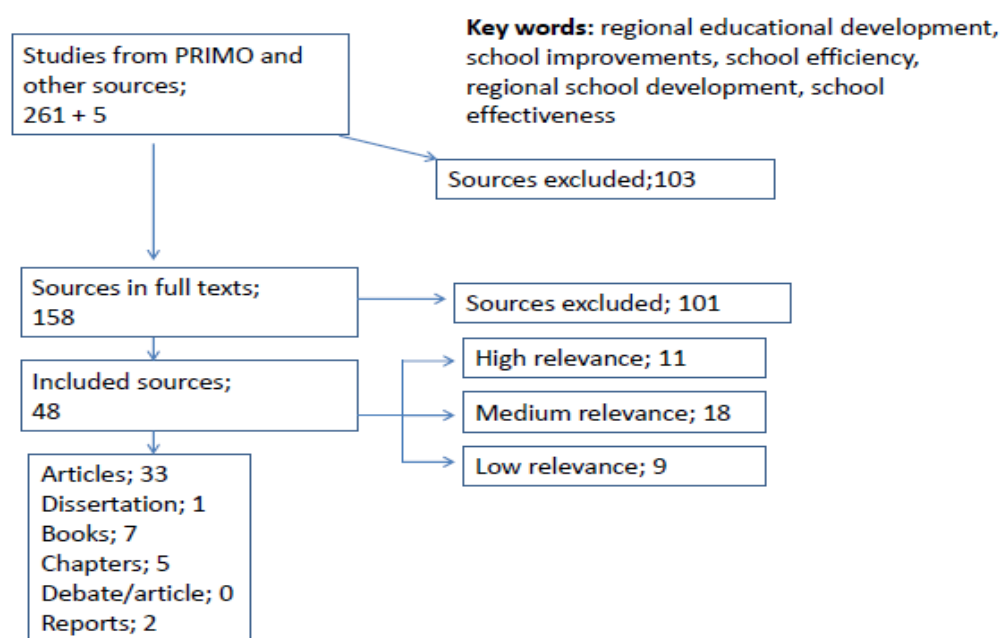 Studies from PRIMO and
other sources;
261 + 5
Key words: regional educational development,
school improvements, school efficiency,
regional school development, school
effectiveness
Sources excluded;103
Sources in full texts;
158
Sources excluded; 101
Included sources;
48
High relevance; 11
Medium relevance; 18
Low relevance; 9
Articles; 33
Dissertation; 1
Books; 7
Chapters; 5
Debate/article; 0
Reports; 2